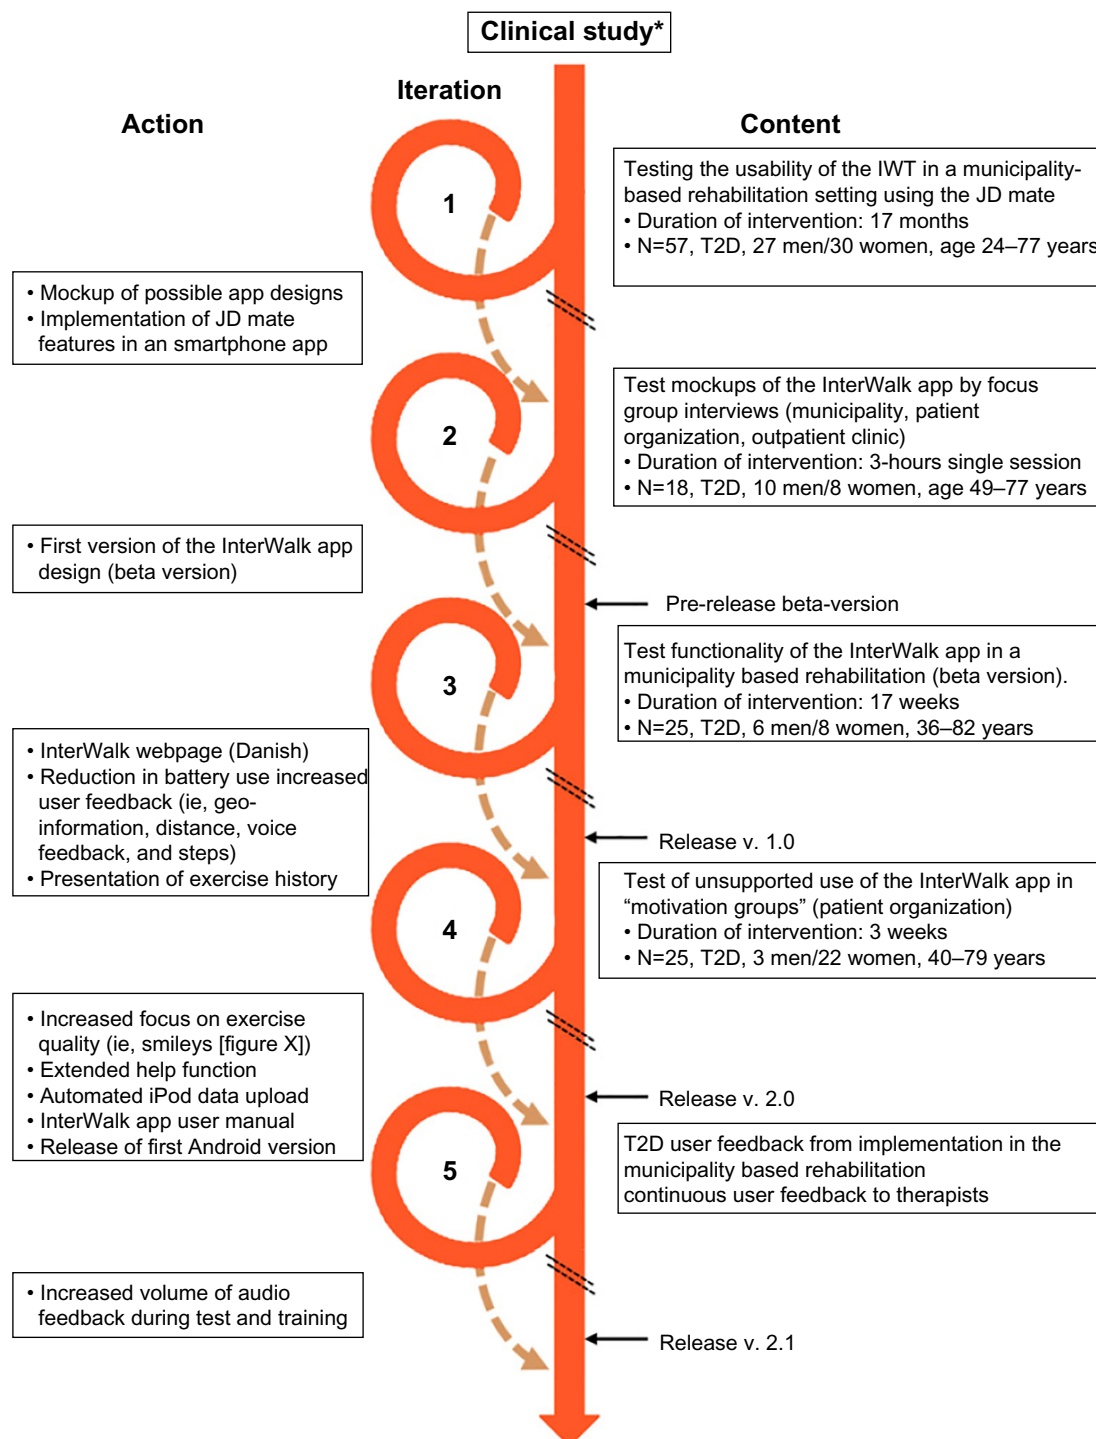 Clinical study*
Iteration
Action
Content
1
Testing the usability of the IWT in a municipality-
based rehabilitation setting using the JD mate
• Duration of intervention: 17 months
• N=57, T2D, 27 men/30 women, age 24–77 years
• Mockup of possible app designs
• Implementation of JD mate
features in an smartphone app
2
Test mockups of the InterWalk app by focus
group interviews (municipality, patient
organization, outpatient clinic)
• Duration of intervention: 3-hours single session
• N=18, T2D, 10 men/8 women, age 49–77 years
• First version of the InterWalk app
design (beta version)
Pre-release beta-version
3
Test functionality of the InterWalk app in a
municipality based rehabilitation (beta version).
• Duration of intervention: 17 weeks
• N=25, T2D, 6 men/8 women, 36–82 years
• InterWalk webpage (Danish)
• Reduction in battery use increased
user feedback (ie, geo-
information, distance, voice
feedback, and steps)
• Presentation of exercise history
Release v. 1.0
4
Test of unsupported use of the InterWalk app in
“motivation groups” (patient organization)
• Duration of intervention: 3 weeks
• N=25, T2D, 3 men/22 women, 40–79 years
• Increased focus on exercise
quality (ie, smileys [figure X])
• Extended help function
• Automated iPod data upload
• InterWalk app user manual
• Release of first Android version
Release v. 2.0
5
T2D user feedback from implementation in the
municipality based rehabilitation
continuous user feedback to therapists
• Increased volume of audio
feedback during test and training
Release v. 2.1